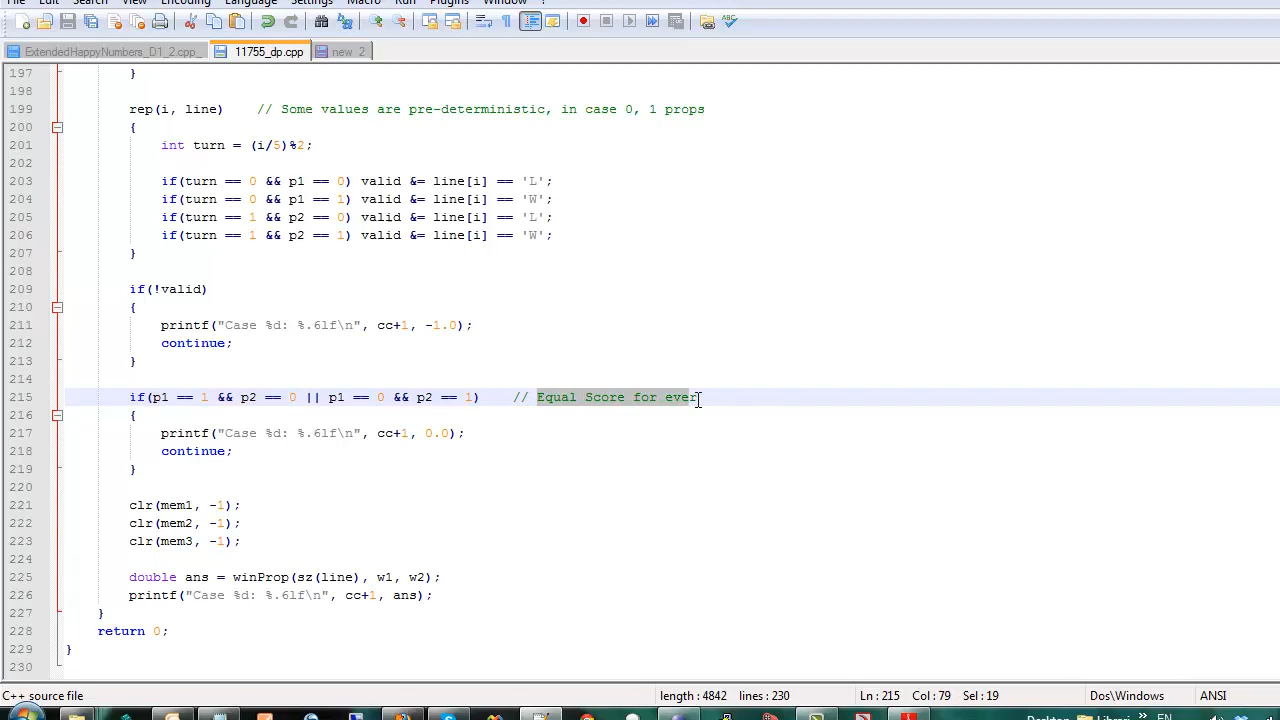 Edit Search View Encoding Language Settings Macro Run Plugins Window ?
ExtendedHappyNumbers_D1_2.cpp_ 11755_dp.cpp new 2
197 }
198
199 rep(i, line) // Some values are pre-deterministic, in case 0, 1 props
200 {
201 int turn = (i/5)%2;
202
203 if(turn == 0 && p1 == 0) valid &= line[i] == 'L';
204 if(turn == 0 && p1 == 1) valid &= line[i] == 'W';
205 if(turn == 1 && p2 == 0) valid &= line[i] == 'L';
206 if(turn == 1 && p2 == 1) valid &= line[i] == 'W';
207 }
208
209 if(!valid)
210 {
211 printf("Case %d: %.6lf\n", cc+1, -1.0);
212 continue;
213 }
214
215 if(p1 == 1 && p2 == 0 || p1 == 0 && p2 == 1) // Equal Score for ever
216 {
217 printf("Case %d: %.6lf\n", cc+1, 0.0);
218 continue;
219 }
220
221 clr(mem1, -1);
222 clr(mem2, -1);
223 clr(mem3, -1);
224
225 double ans = winProp(sz(line), w1, w2);
226 printf("Case %d: %.6lf\n", cc+1, ans);
227 }
228 return 0;
229 }
230
C++ source file length : 4842 lines : 230 Ln : 215 Col : 79 Sel : 19 Dos\Windows ANSI
Desktop Librari EN